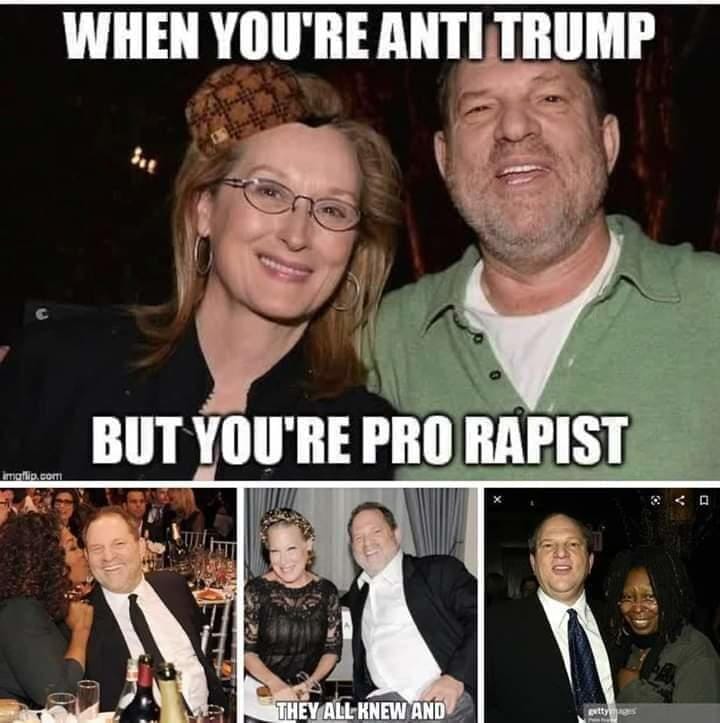 WHEN YOU'RE ANTI TRUMP
BUT YOU'RE PRO RAPIST
imgflip.com
THEY ALL KNEW AND
gettyimages